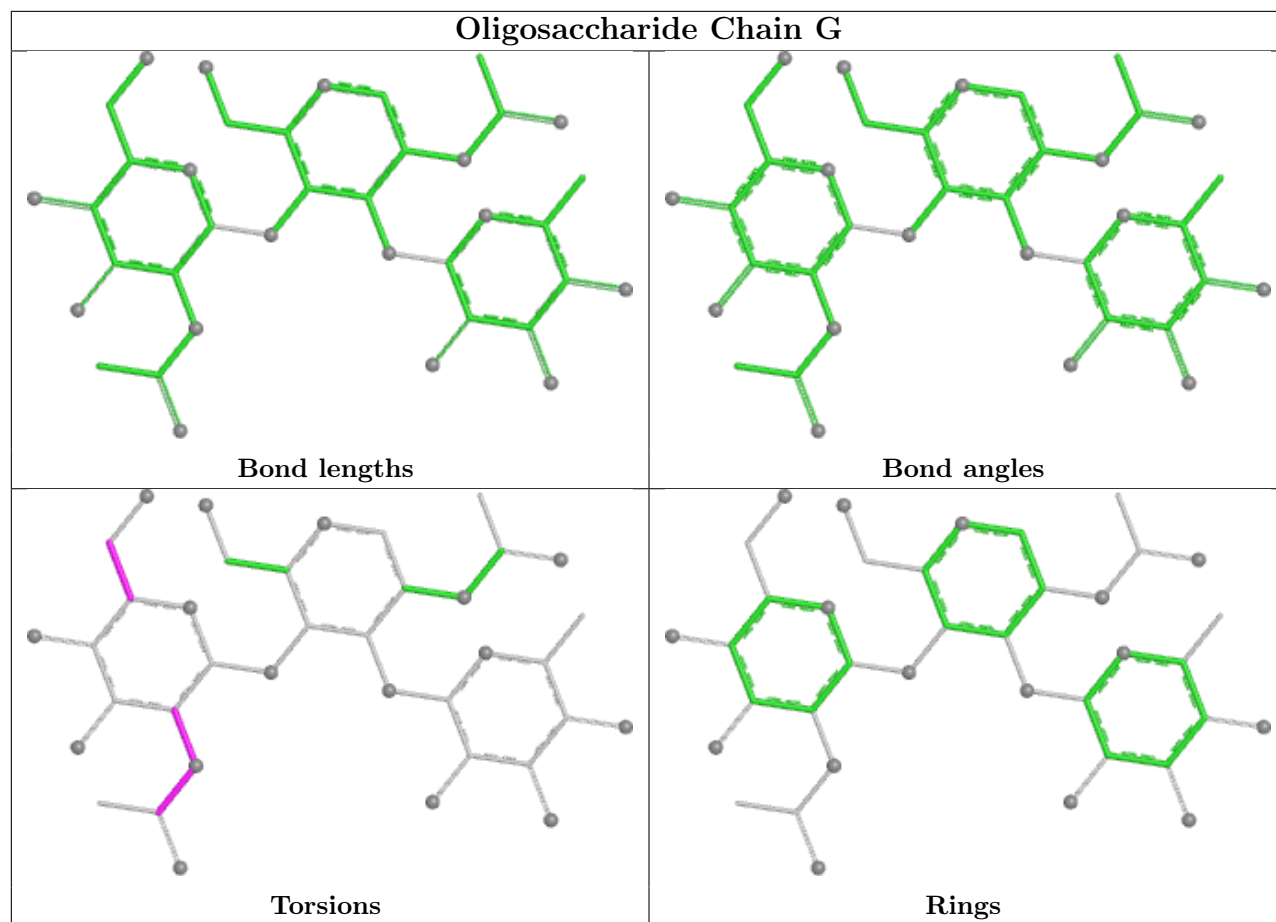 Oligosaccharide Chain G
Bond lengths
Bond angles
Torsions
Rings